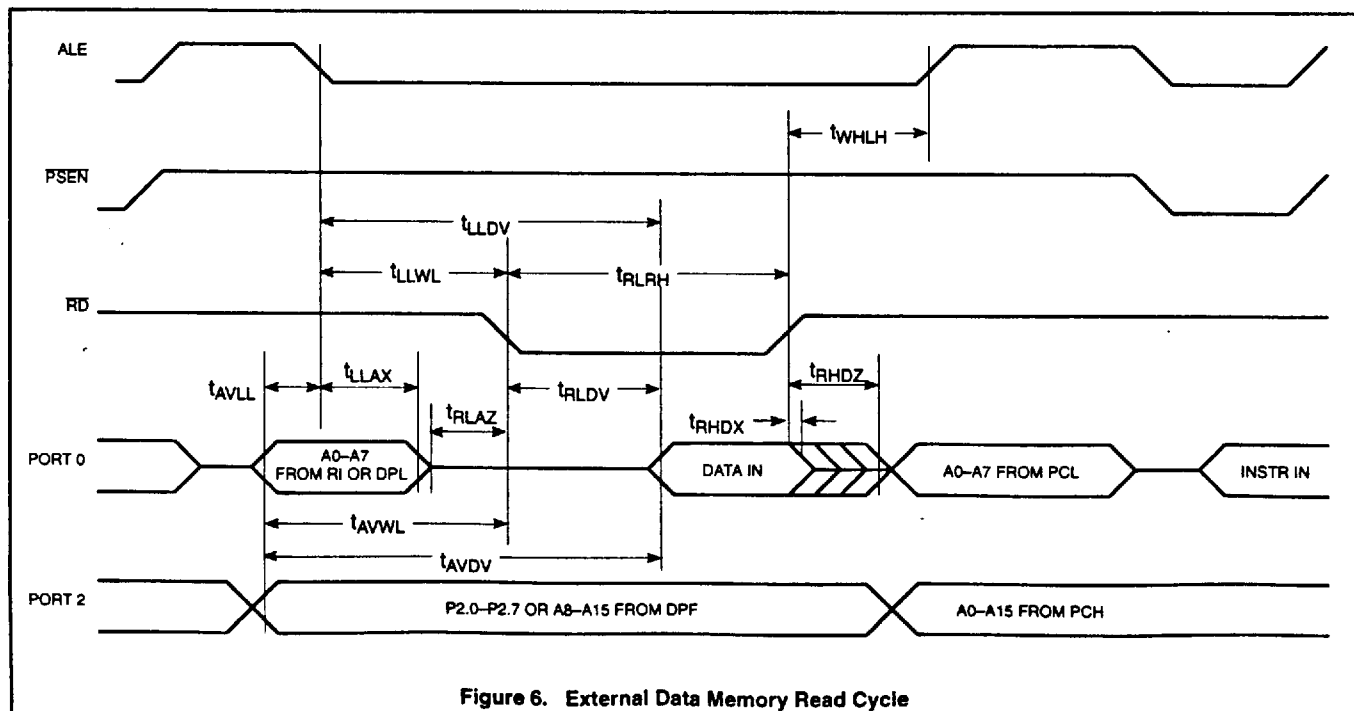 ALE
tWHLH
PSEN
tLLDV
tLLWL
tRLRH
RD
tAVLL
tLLAX
tRLAZ
tRLDV
tRHDZ
tRHDX
PORT 0
A0–A7
FROM RI OR DPL
DATA IN
A0–A7 FROM PCL
INSTR IN
tAVWL
tAVDV
PORT 2
P2.0–P2.7 OR A8–A15 FROM DPF
A0–A15 FROM PCH
Figure 6. External Data Memory Read Cycle